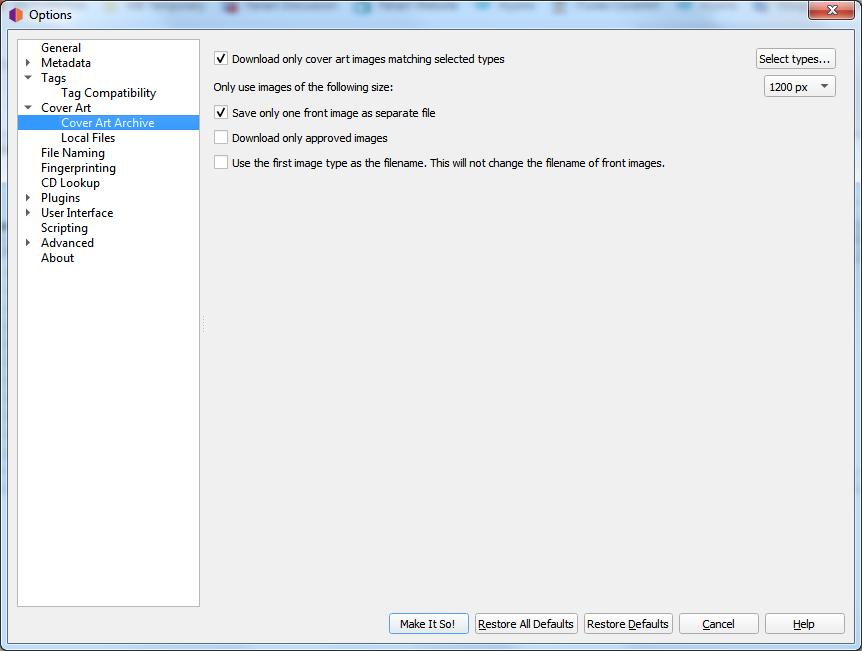 Options
General
Metadata
Tags
Tag Compatibility
Cover Art
Cover Art Archive
Local Files
File Naming
Fingerprinting
CD Lookup
Plugins
User Interface
Scripting
Advanced
About
Download only cover art images matching selected types
Select types...
Only use images of the following size:
1200 px
Save only one front image as separate file
Download only approved images
Use the first image type as the filename. This will not change the filename of front images.
Make It So!
Restore All Defaults
Restore Defaults
Cancel
Help